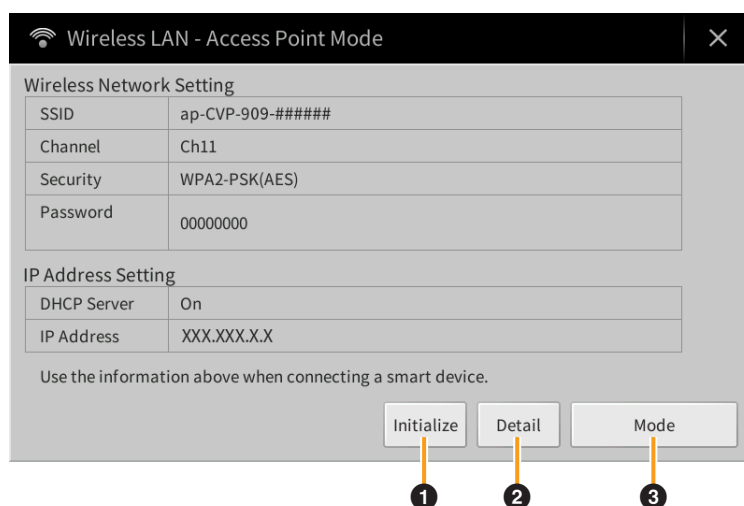 Wireless LAN - Access Point Mode
Wireless Network Setting
SSID ap-CVP-909-######
Channel Ch11
Security WPA2-PSK(AES)
Password 00000000
IP Address Setting
DHCP Server On
IP Address XXX.XXX.X.X
Use the information above when connecting a smart device.
Initialize Detail Mode
1 2 3